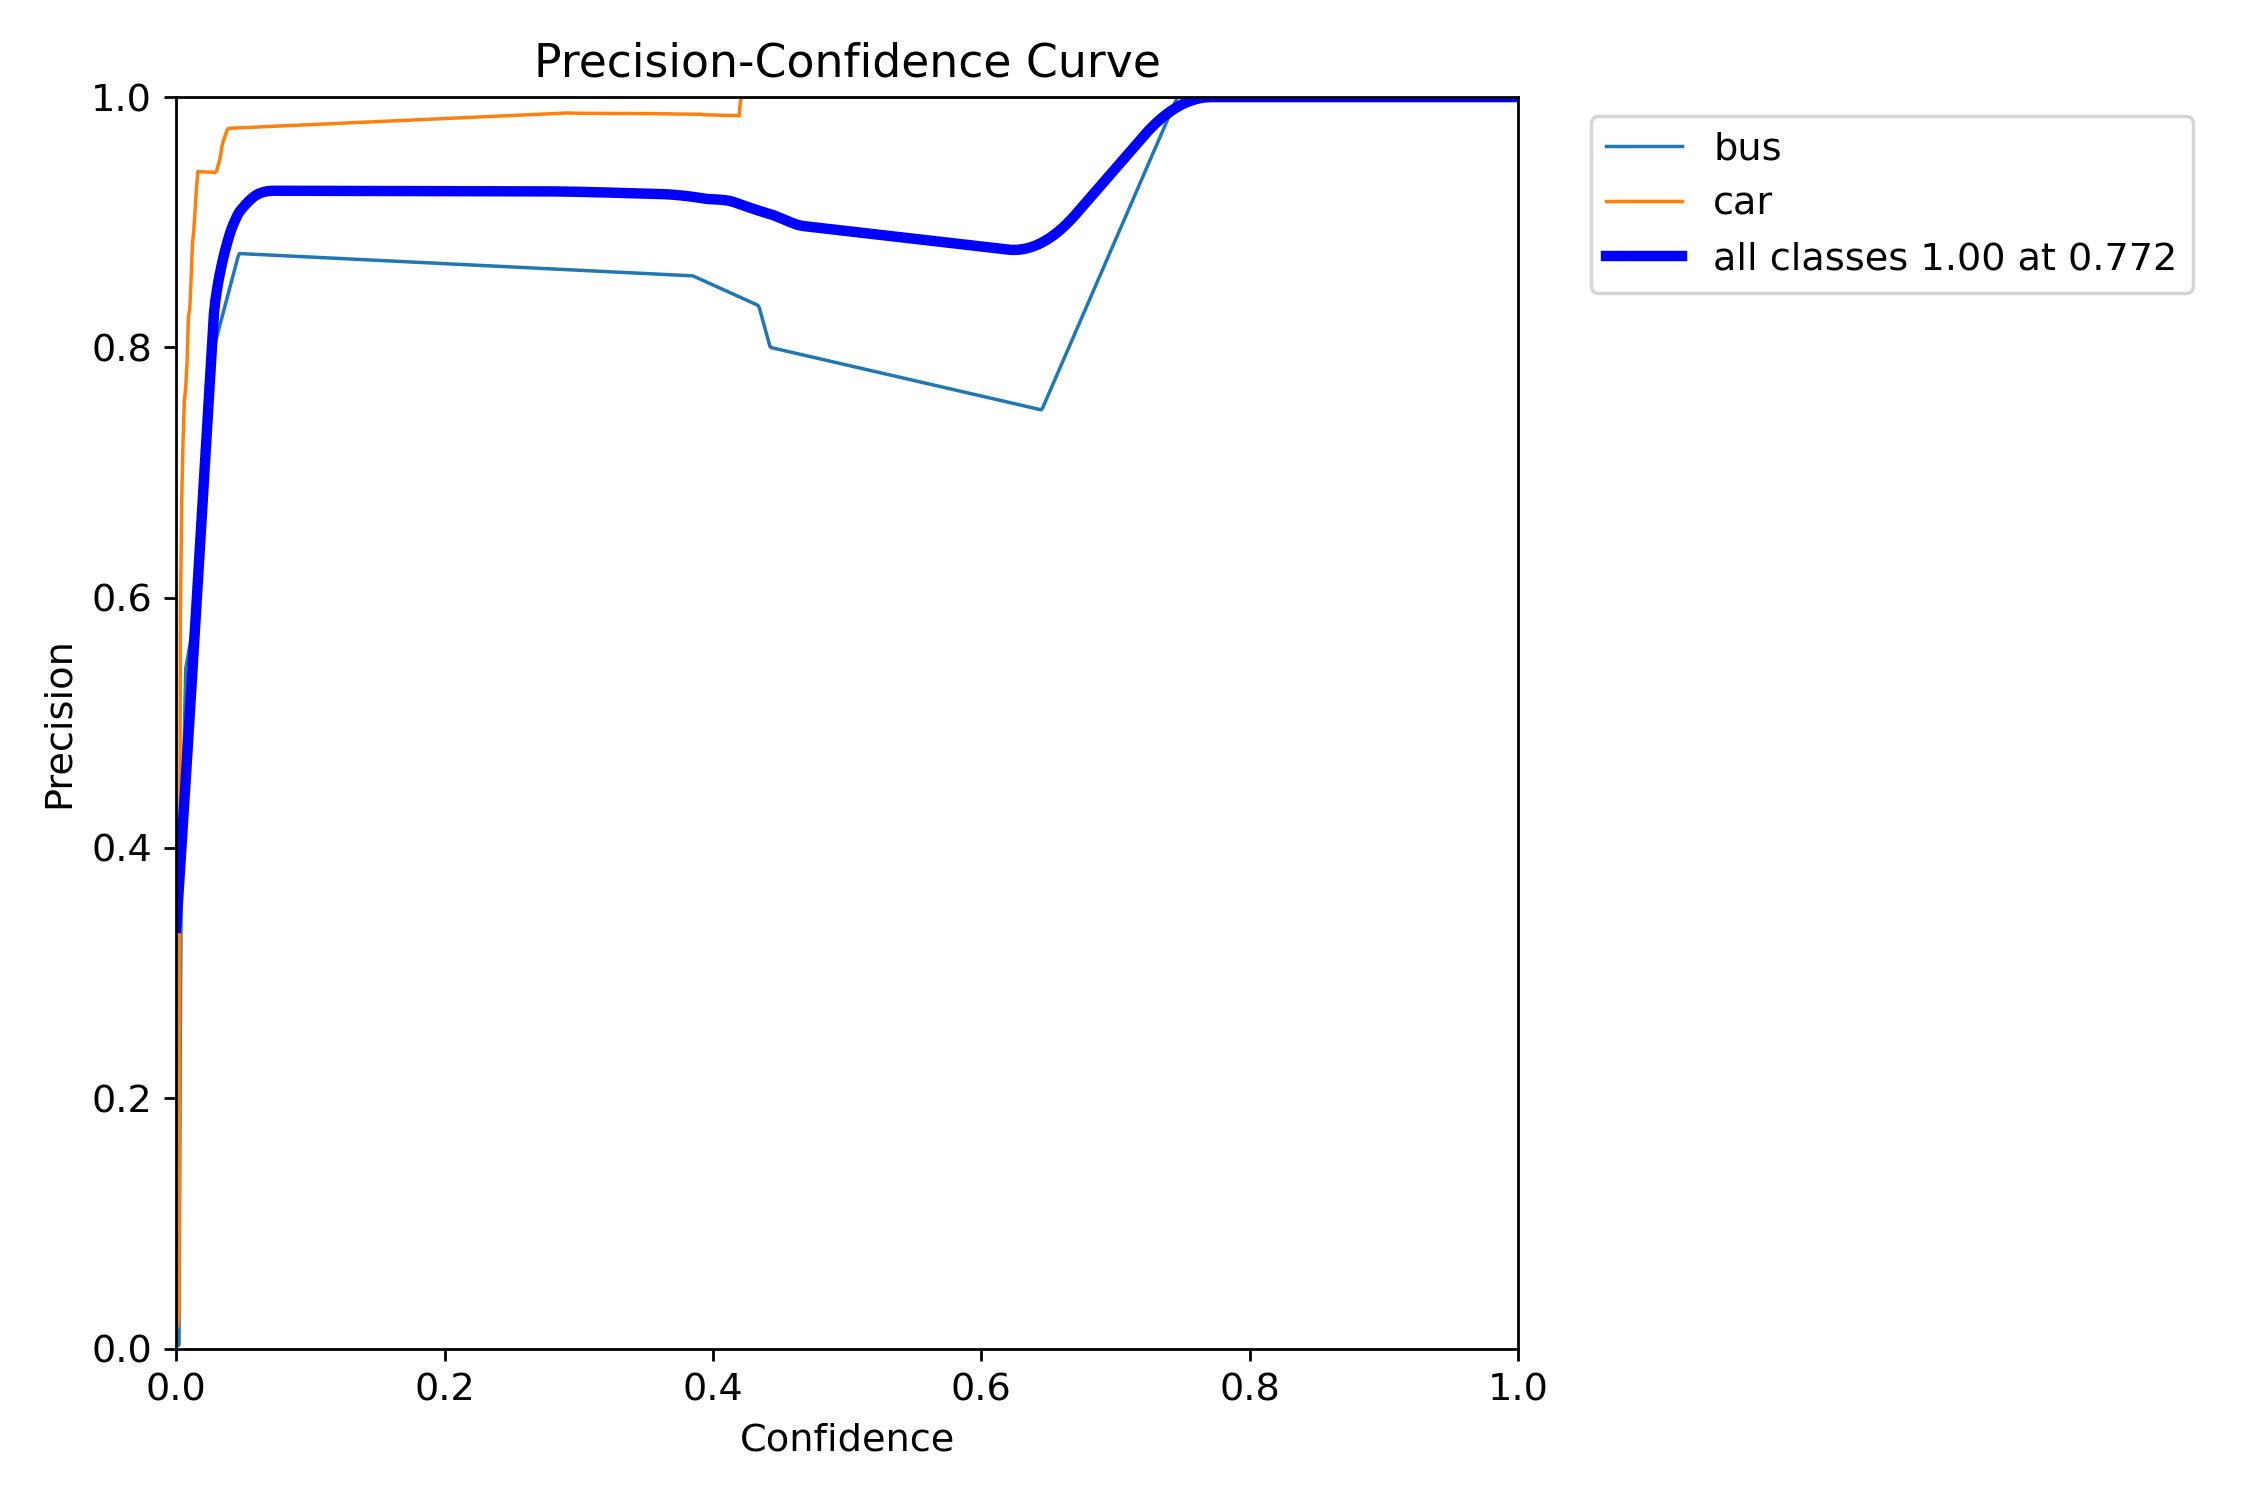 Precision-Confidence Curve
1.0
0.8
0.6
0.4
0.2
0.0
Precision
0.0 0.2 0.4 0.6 0.8 1.0
Confidence
bus
car
all classes 1.00 at 0.772